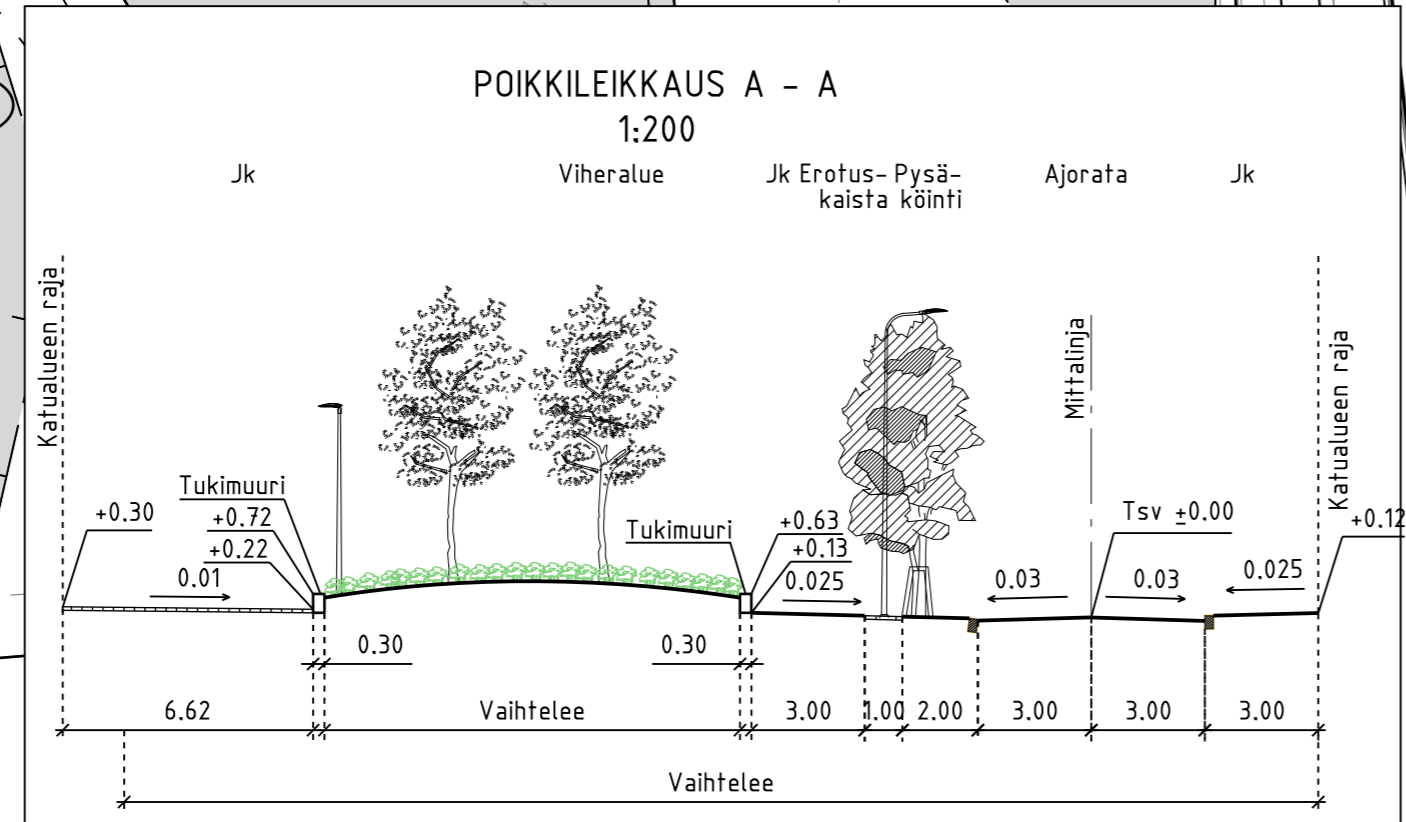 POIKKILEIKKAUS A - A
1:200
Jk
Viheralue
Jk Erotus- Pysä-
kaista köinti
Ajorata
Jk
Katualueen raja
Mittalinja
Katualueen raja
Tukimuuri
+0.30
+0.72
+0.22
0.01
Tukimuuri
+0.63
+0.13
0.025
0.03
Tsv ±0.00
0.03
0.025
+0.12
0.30
0.30
6.62
Vaihtelee
3.00
1.00
2.00
3.00
3.00
3.00
Vaihtelee